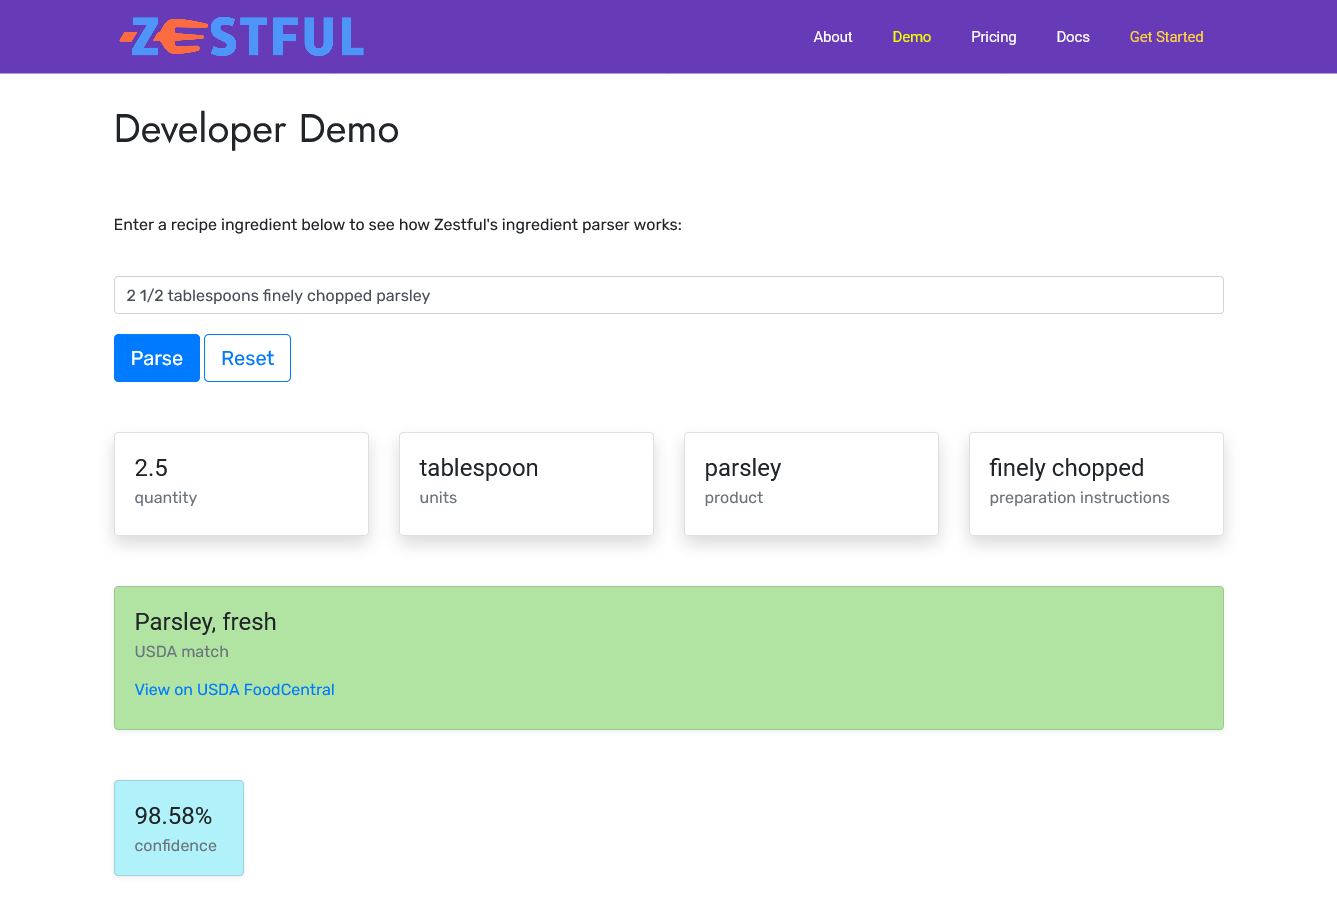 ZESTFUL
About Demo Pricing Docs Get Started
Developer Demo
Enter a recipe ingredient below to see how Zestful's ingredient parser works:
2 1/2 tablespoons finely chopped parsley
Parse Reset
2.5
quantity
tablespoon
units
parsley
product
finely chopped
preparation instructions
Parsley, fresh
USDA match
View on USDA FoodCentral
98.58%
confidence